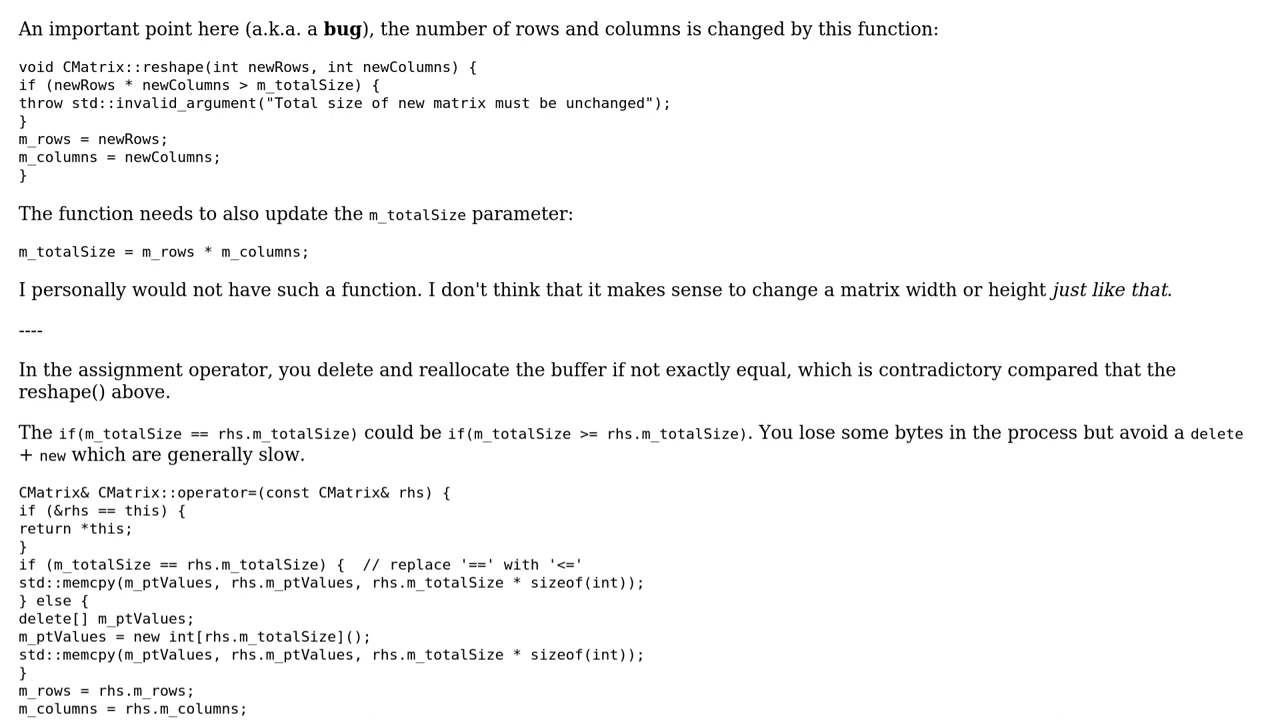 An important point here (a.k.a. a bug), the number of rows and columns is changed by this function:
void CMatrix::reshape(int newRows, int newColumns) {
if (newRows * newColumns > m_totalSize) {
throw std::invalid_argument("Total size of new matrix must be unchanged");
}
m_rows = newRows;
m_columns = newColumns;
}
The function needs to also update the m_totalSize parameter:
m_totalSize = m_rows * m_columns;
I personally would not have such a function. I don't think that it makes sense to change a matrix width or height just like that.
----
In the assignment operator, you delete and reallocate the buffer if not exactly equal, which is contradictory compared that the
reshape() above.
The if(m_totalSize == rhs.m_totalSize) could be if(m_totalSize >= rhs.m_totalSize). You lose some bytes in the process but avoid a delete
+ new which are generally slow.
CMatrix& CMatrix::operator=(const CMatrix& rhs) {
if (&rhs == this) {
return *this;
}
if (m_totalSize == rhs.m_totalSize) {  // replace '==' with '<='
std::memcpy(m_ptValues, rhs.m_ptValues, rhs.m_totalSize * sizeof(int));
} else {
delete[] m_ptValues;
m_ptValues = new int[rhs.m_totalSize]();
std::memcpy(m_ptValues, rhs.m_ptValues, rhs.m_totalSize * sizeof(int));
}
m_rows = rhs.m_rows;
m_columns = rhs.m_columns;